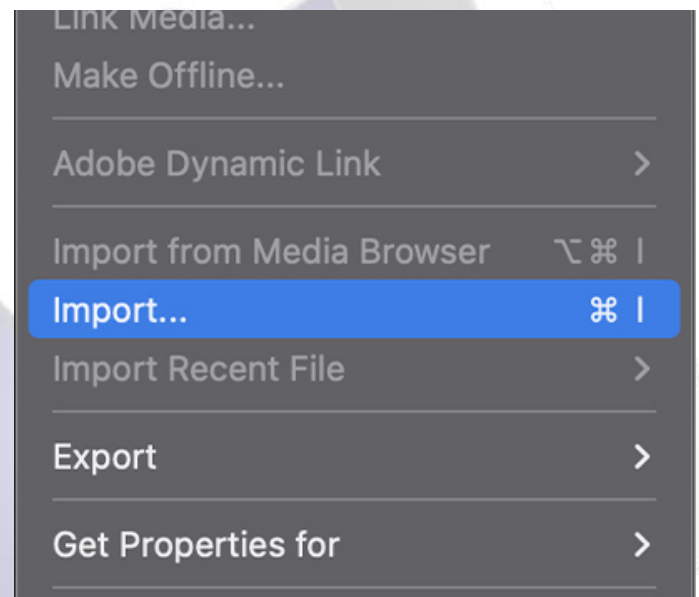 Link Media...
Make Offline...
Adobe Dynamic Link
Import from Media Browser ⌥⌘ I
Import... ⌘ I
Import Recent File
Export
Get Properties for